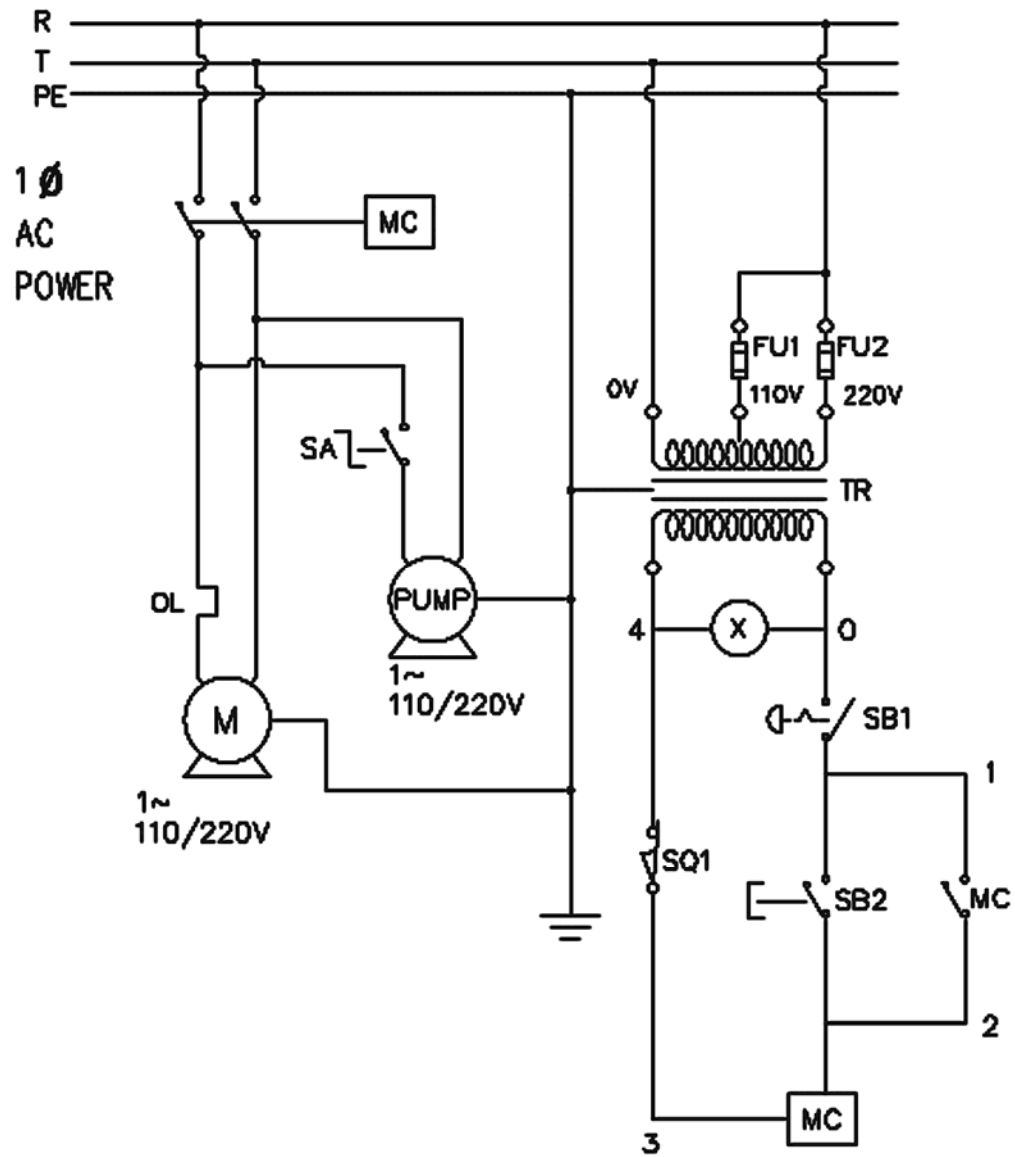 R
T
PE
1 Ø
AC
POWER
MC
FU1
FU2
0V
110V
220V
SA
TR
OL
PUMP
4
X
0
1~
110/220V
M
SB1
1
1~
110/220V
SQ1
SB2
MC
2
MC
3